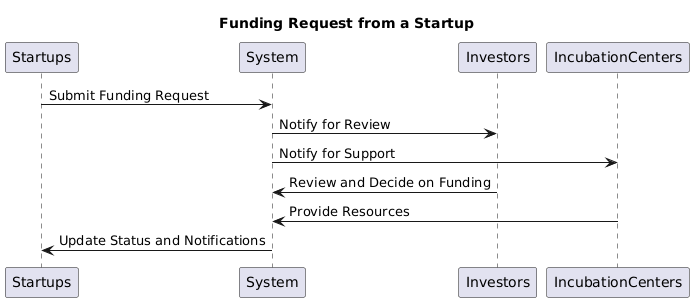 Funding Request from a Startup
Startups
System
Investors
IncubationCenters
Submit Funding Request
Notify for Review
Notify for Support
Review and Decide on Funding
Provide Resources
Update Status and Notifications
Startups
System
Investors
IncubationCenters